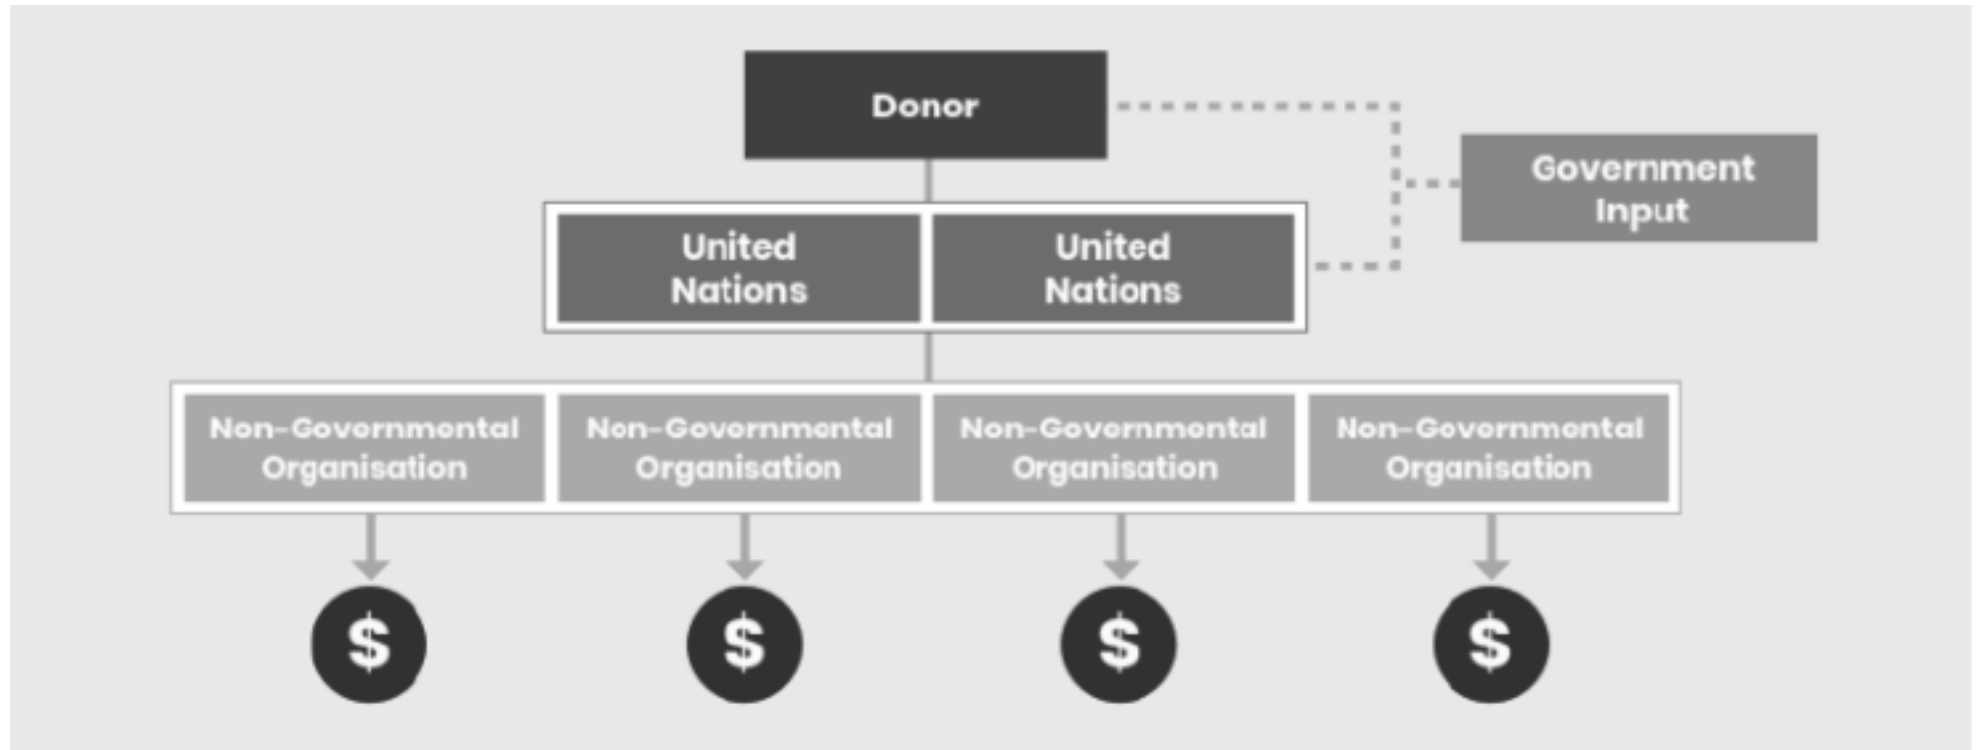 Donor
Government
Input
United
Nations
United
Nations
Non-Governmental
Organisation
Non-Governmental
Organisation
Non-Governmental
Organisation
Non-Governmental
Organisation
$
$
$
$